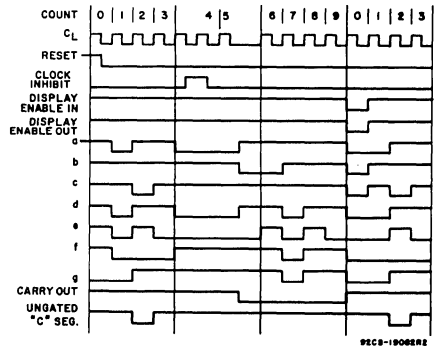 COUNT 0 1 2 3 4 5 6 7 8 9 0 1 2 3
CL
RESET
CLOCK
INHIBIT
DISPLAY
ENABLE IN
DISPLAY
ENABLE OUT
a
b
c
d
e
f
g
CARRY OUT
UNGATED
"C" SEG.
92CS-19062R2